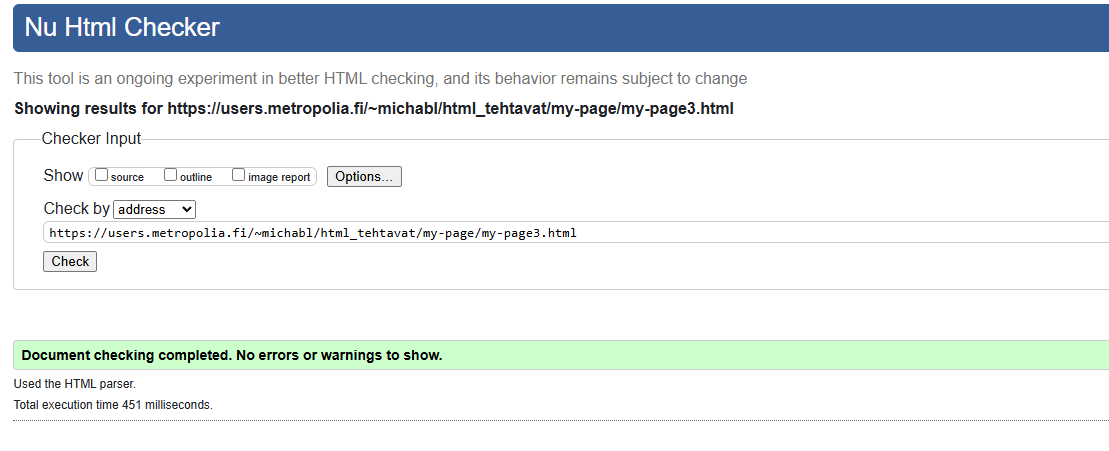 Nu Html Checker
This tool is an ongoing experiment in better HTML checking, and its behavior remains subject to change
Showing results for https://users.metropolia.fi/~michabl/html_tehtavat/my-page/my-page3.html
Checker Input
Show source outline image report Options...
Check by address
https://users.metropolia.fi/~michabl/html_tehtavat/my-page/my-page3.html
Check
Document checking completed. No errors or warnings to show.
Used the HTML parser.
Total execution time 451 milliseconds.